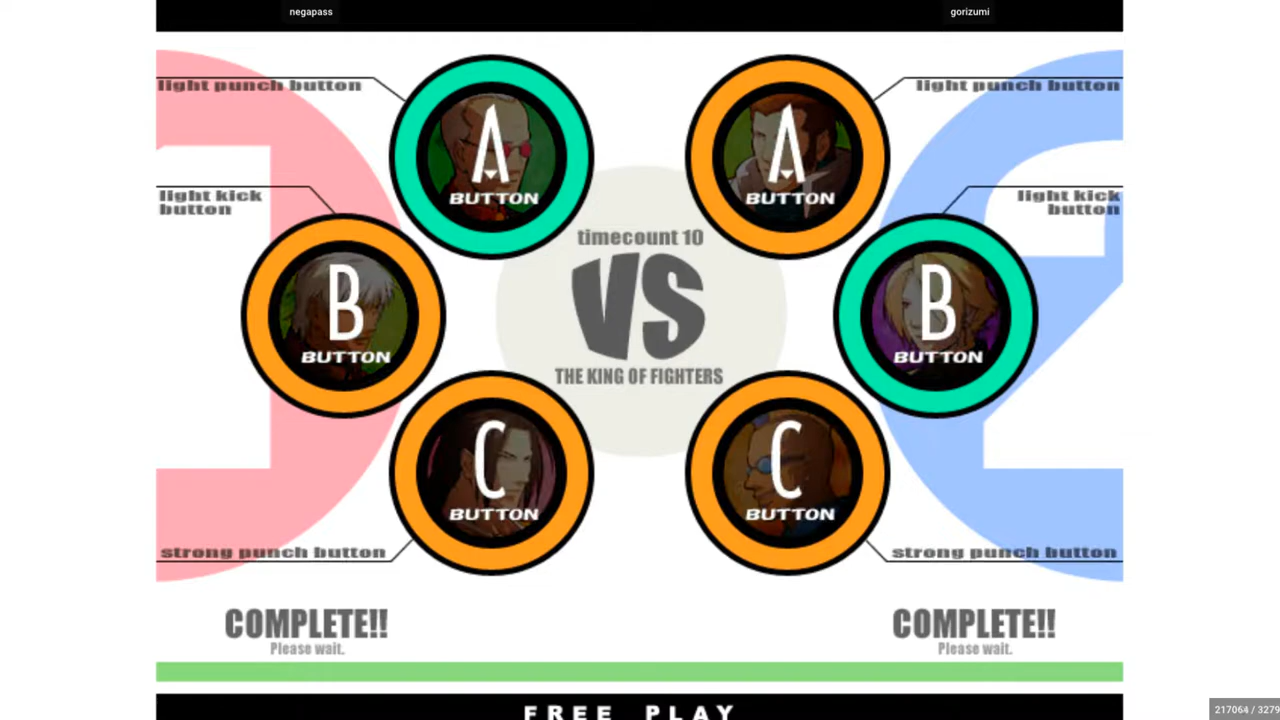 negapass
gorizumi
light punch button
light punch button
A
BUTTON
A
BUTTON
light kick
button
light kick
button
timecount 10
VS
THE KING OF FIGHTERS
B
BUTTON
B
BUTTON
C
BUTTON
C
BUTTON
strong punch button
strong punch button
1
2
COMPLETE!!
Please wait.
COMPLETE!!
Please wait.
FREE PLAY
217064 / 3279